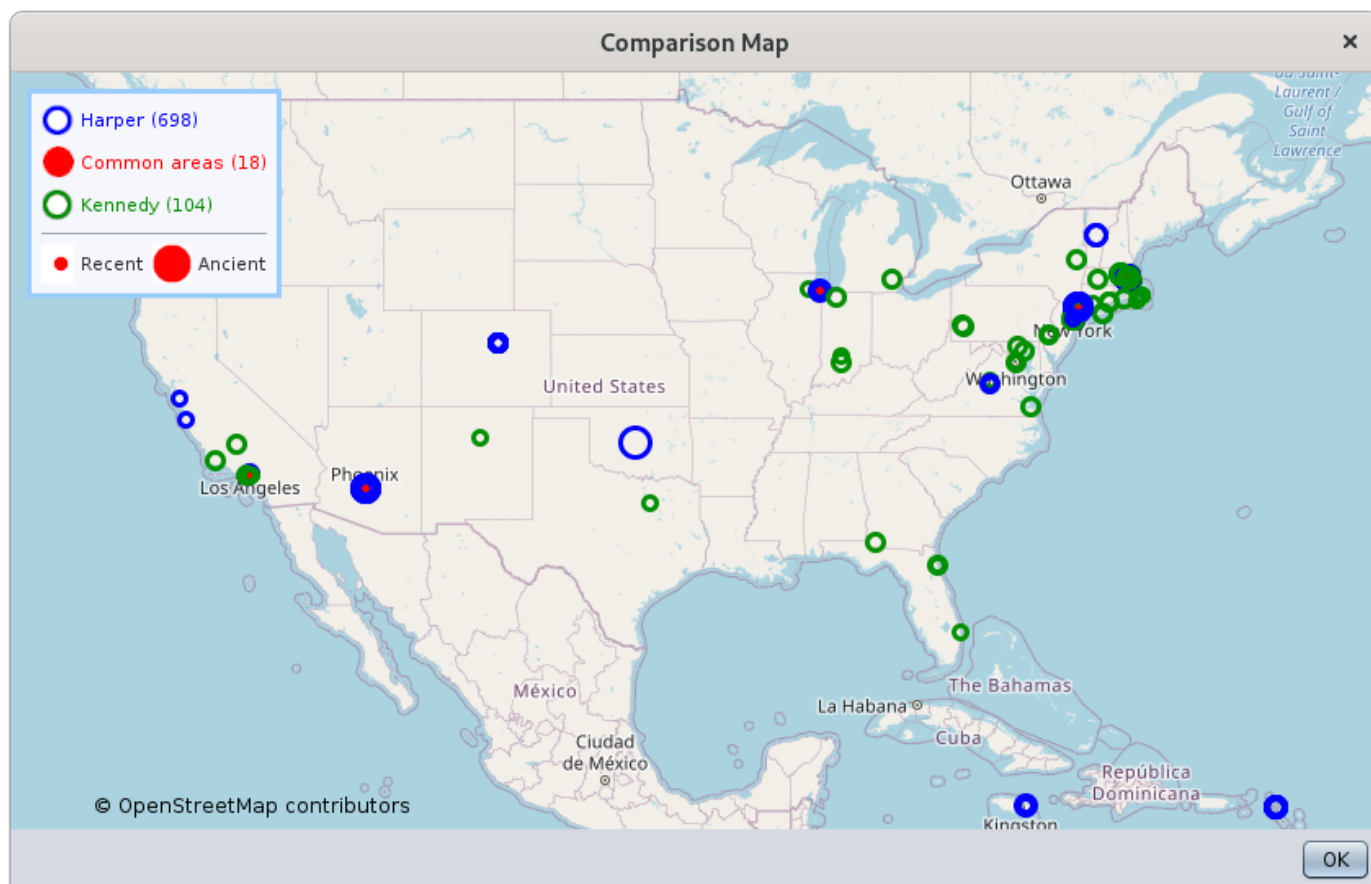 Comparison Map
×
Harper (698)
Common areas (18)
Kennedy (104)
Recent
Ancient
Laurent /
Gulf of
Saint
Lawrence
Ottawa
New York
Washington
United States
Los Angeles
Phoenix
México
Ciudad
de México
La Habana
The Bahamas
Cuba
República
Dominicana
Kingston
© OpenStreetMap contributors
OK